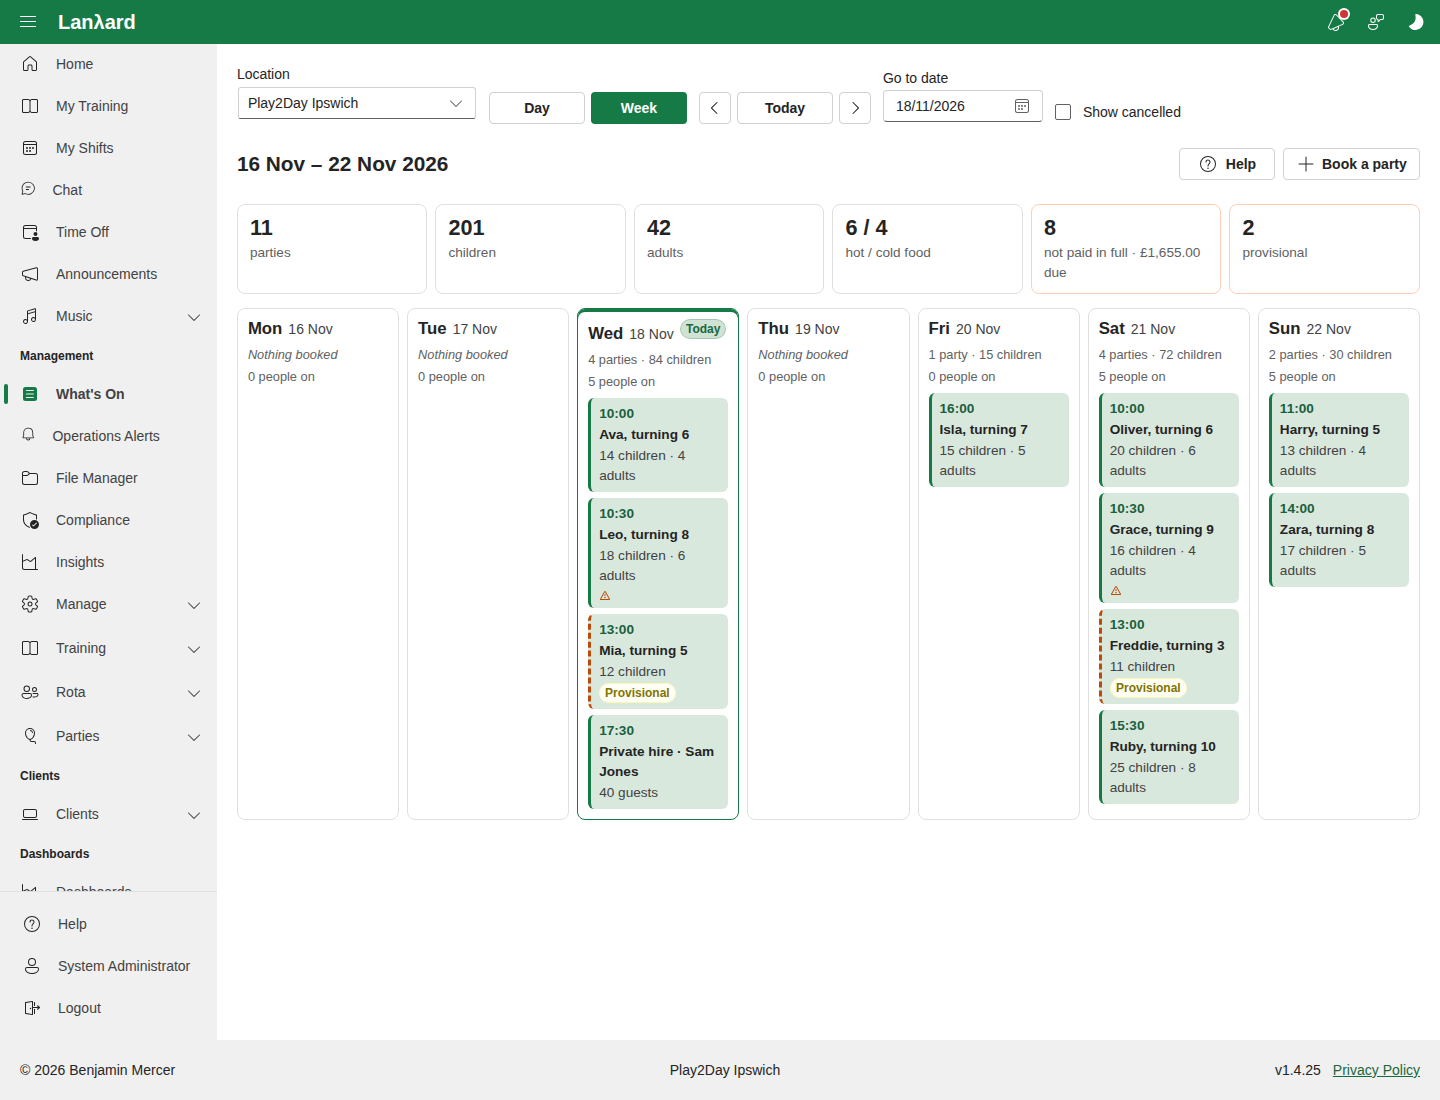 Lanλard
Home
My Training
My Shifts
Chat
Time Off
Announcements
Music
Management
What's On
Operations Alerts
File Manager
Compliance
Insights
Manage
Training
Rota
Parties
Clients
Clients
Dashboards
Dashboards
Help
System Administrator
Logout
Location
Play2Day Ipswich
Day
Week
Today
Go to date
18/11/2026
Show cancelled
16 Nov – 22 Nov 2026
Help
Book a party
11
parties
201
children
42
adults
6 / 4
hot / cold food
8
not paid in full · £1,655.00
due
2
provisional
Mon 16 Nov
Nothing booked
0 people on
Tue 17 Nov
Nothing booked
0 people on
Wed 18 Nov Today
4 parties · 84 children
5 people on
10:00
Ava, turning 6
14 children · 4
adults
10:30
Leo, turning 8
18 children · 6
adults
13:00
Mia, turning 5
12 children
Provisional
17:30
Private hire · Sam
Jones
40 guests
Thu 19 Nov
Nothing booked
0 people on
Fri 20 Nov
1 party · 15 children
0 people on
16:00
Isla, turning 7
15 children · 5
adults
Sat 21 Nov
4 parties · 72 children
5 people on
10:00
Oliver, turning 6
20 children · 6
adults
10:30
Grace, turning 9
16 children · 4
adults
13:00
Freddie, turning 3
11 children
Provisional
15:30
Ruby, turning 10
25 children · 8
adults
Sun 22 Nov
2 parties · 30 children
5 people on
11:00
Harry, turning 5
13 children · 4
adults
14:00
Zara, turning 8
17 children · 5
adults
© 2026 Benjamin Mercer
Play2Day Ipswich
v1.4.25 Privacy Policy